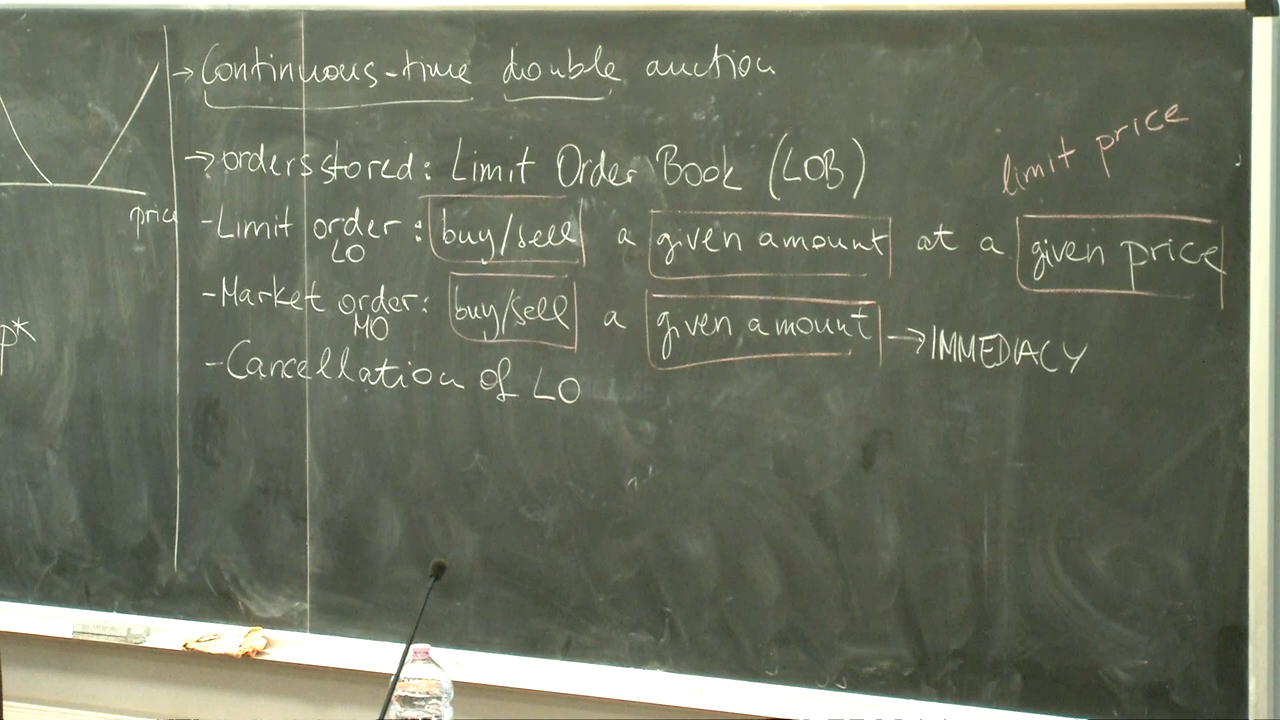 → Continuous-time double auction
→ orders stored: Limit Order Book (LOB)
limit price
price
- Limit order: buy/sell a given amount at a given price
LO
- Market order: buy/sell a given amount → IMMEDIACY
MO
p*
- Cancellation of LO